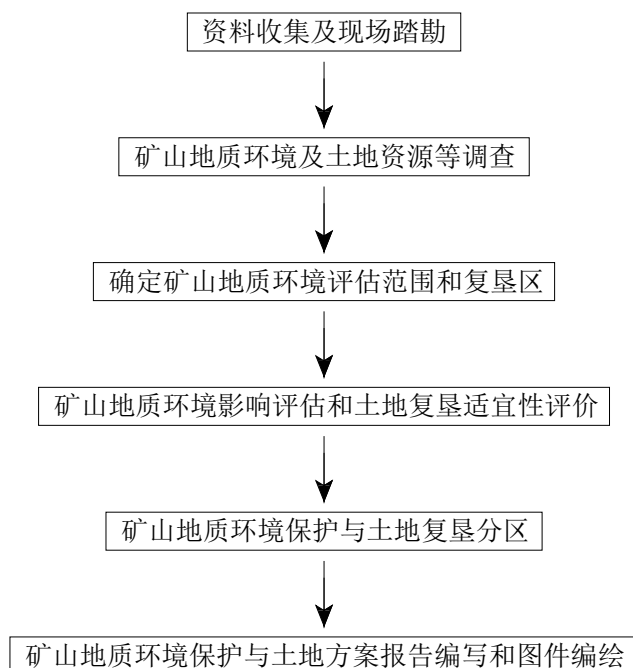 资料收集及现场踏勘
矿山地质环境及土地资源等调查
确定矿山地质环境评估范围和复垦区
矿山地质环境影响评估和土地复垦适宜性评价
矿山地质环境保护与土地复垦分区
矿山地质环境保护与土地方案报告编写和图件编绘